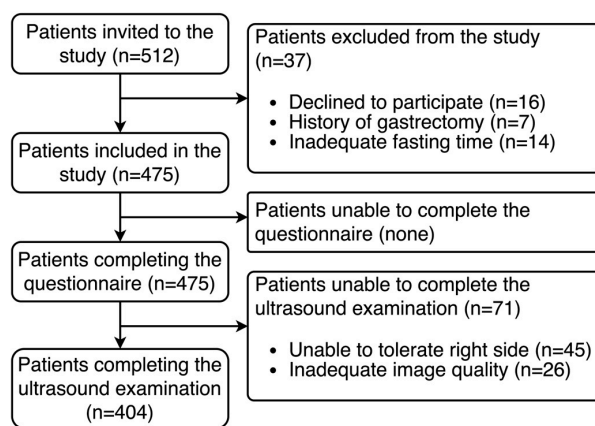 Patients invited to the
study (n=512)
Patients excluded from the study
(n=37)
• Declined to participate (n=16)
• History of gastrectomy (n=7)
• Inadequate fasting time (n=14)
Patients included in the
study (n=475)
Patients unable to complete the
questionnaire (none)
Patients completing the
questionnaire (n=475)
Patients unable to complete the
ultrasound examination (n=71)
• Unable to tolerate right side (n=45)
• Inadequate image quality (n=26)
Patients completing the
ultrasound examination
(n=404)